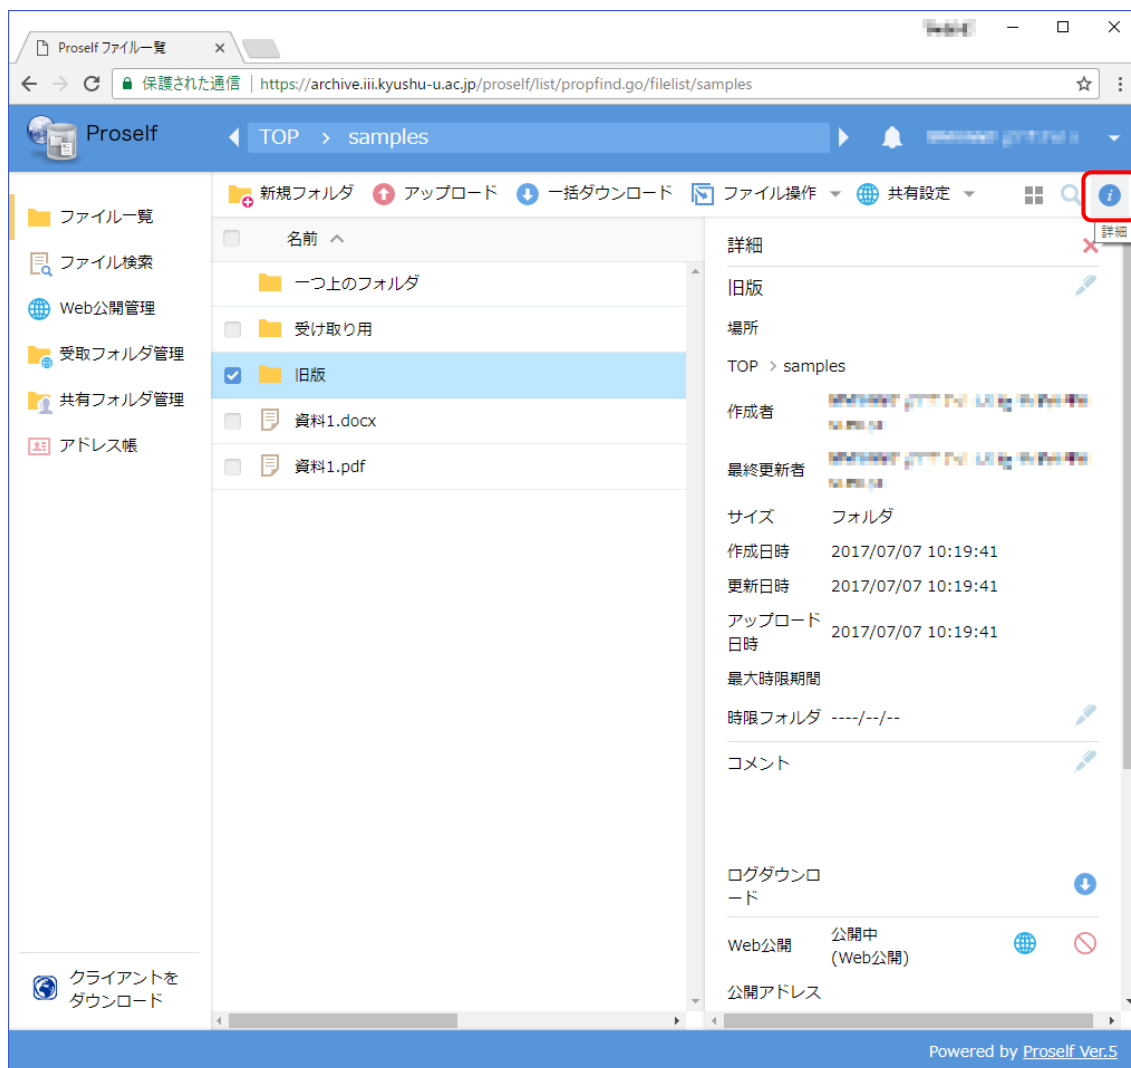 Proself ファイル一覧
保護された通信 | https://archive.iii.kyushu-u.ac.jp/proself/list/propfind.go/filelist/samples
Proself
TOP > samples
新規フォルダ アップロード 一括ダウンロード ファイル操作 共有設定
詳細
ファイル一覧
ファイル検索
Web公開管理
受取フォルダ管理
共有フォルダ管理
アドレス帳
クライアントを
ダウンロード
名前
一つ上のフォルダ
受け取り用
旧版
資料1.docx
資料1.pdf
詳細
旧版
場所
TOP > samples
作成者
最終更新者
サイズ フォルダ
作成日時 2017/07/07 10:19:41
更新日時 2017/07/07 10:19:41
アップロード
日時 2017/07/07 10:19:41
最大時限期間
時限フォルダ ----/--/--
コメント
ログダウンロ
ード
Web公開 公開中
(Web公開)
公開アドレス
Powered by Proself Ver.5